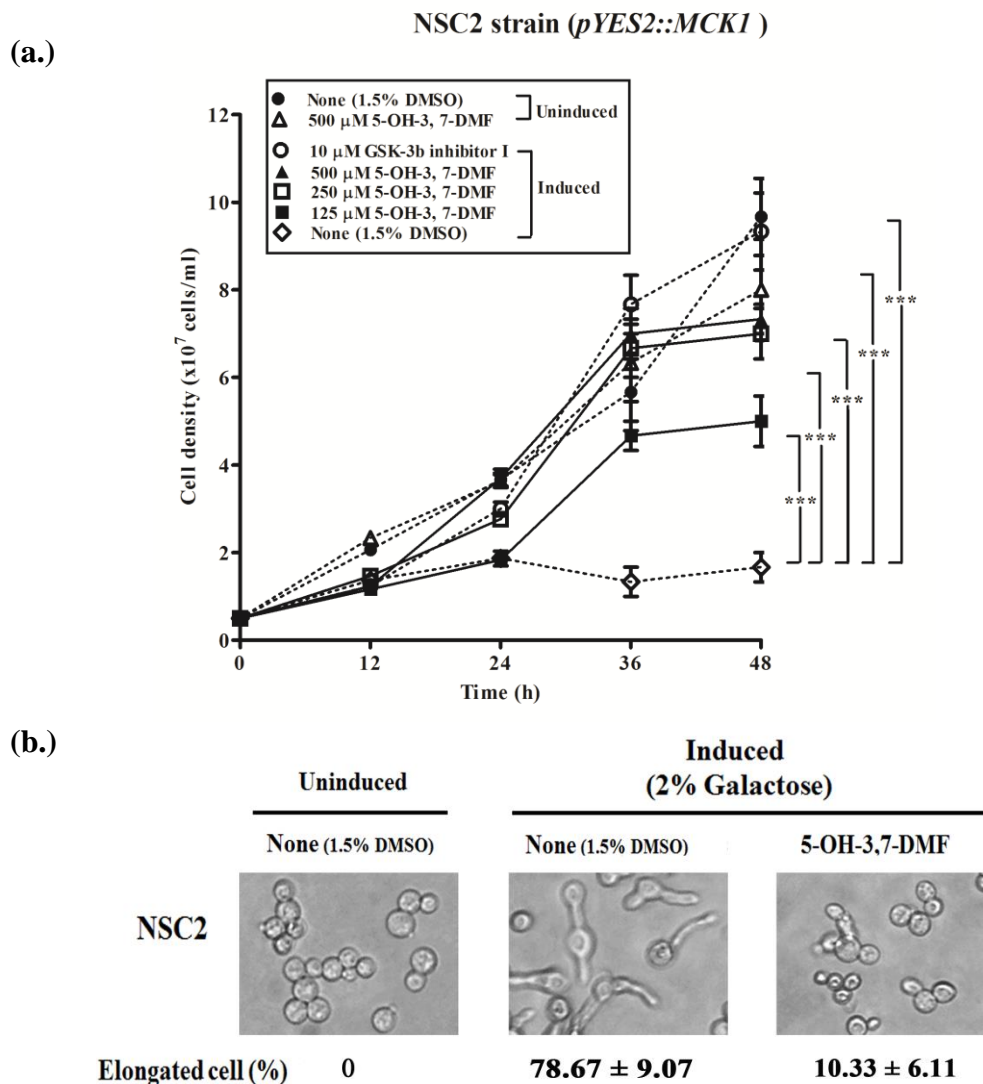 NSC2 strain (pYES2::MCK1 )
(a.)
None (1.5% DMSO)
500 μM 5-OH-3, 7-DMF
Uninduced
10 μM GSK-3b inhibitor I
500 μM 5-OH-3, 7-DMF
250 μM 5-OH-3, 7-DMF
125 μM 5-OH-3, 7-DMF
None (1.5% DMSO)
Induced
Cell density (x10⁷ cells/ml)
12
10
8
6
4
2
0
***
***
***
***
***
0 12 24 36 48
Time (h)
(b.)
Induced
(2% Galactose)
Uninduced
None (1.5% DMSO) None (1.5% DMSO) 5-OH-3,7-DMF
NSC2
Elongated cell (%) 0 78.67 ± 9.07 10.33 ± 6.11